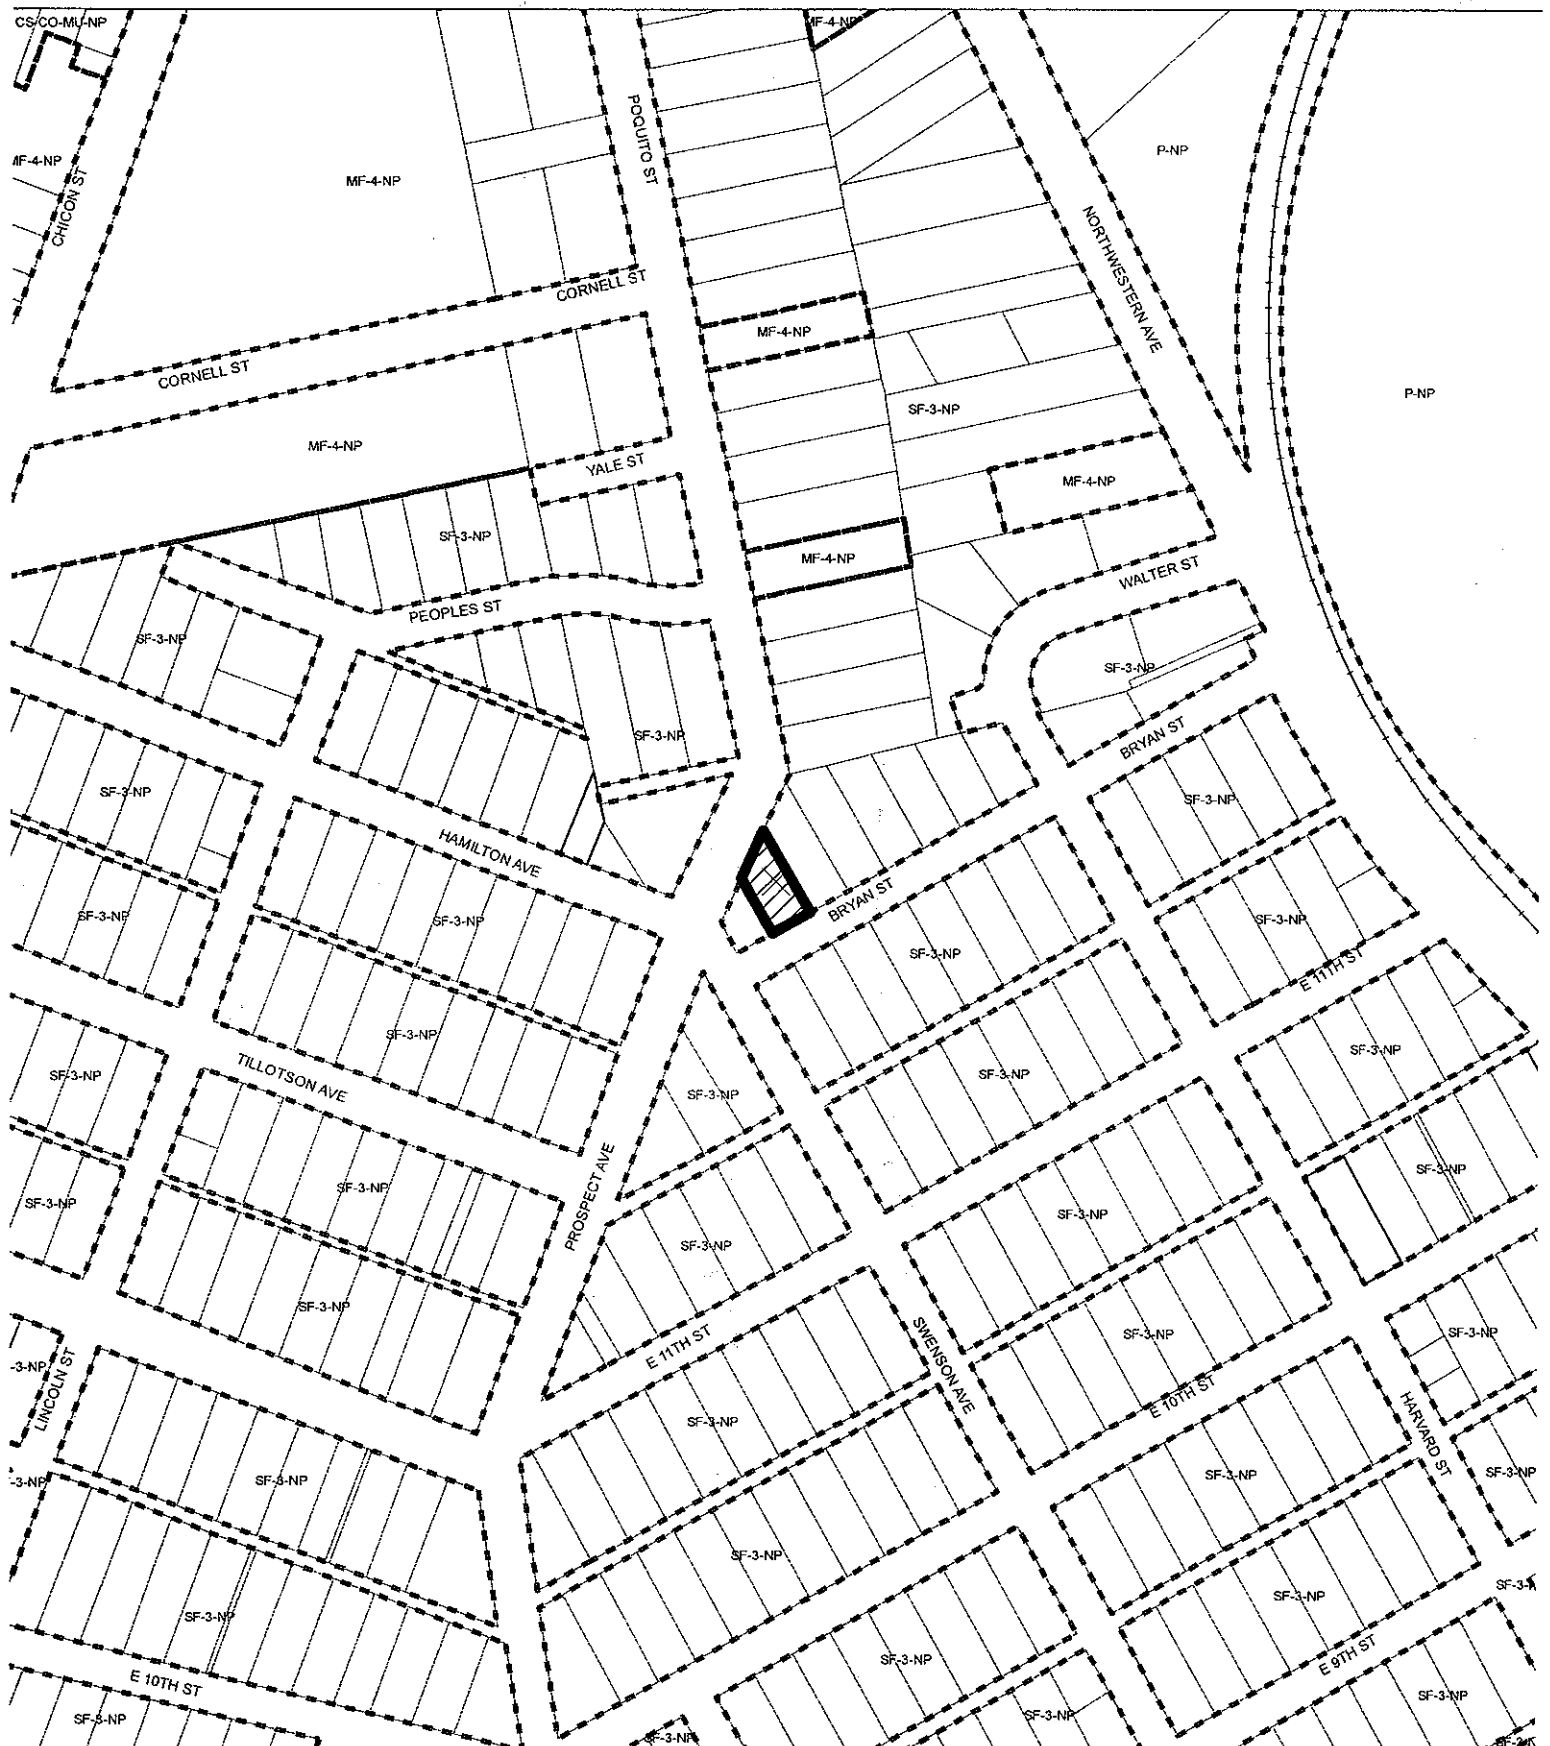 CS-CO-MU-NP
MF-4-NP
MF-4-NP
CHICON ST
MF-4-NP
POQUITO ST
P-NP
NORTHWESTERN AVE
CORNELL ST
MF-4-NP
CORNELL ST
P-NP
SF-3-NP
MF-4-NP
YALE ST
MF-4-NP
SF-3-NP
MF-4-NP
WALTER ST
PEOPLES ST
SF-3-NP
SF-3-NP
SF-3-NP
BRYAN ST
SF-3-NP
SF-3-NP
HAMILTON AVE
BRYAN ST
SF-3-NP
SF-3-NP
SF-3-NP
SF-3-NP
E 11TH ST
SF-3-NP
SF-3-NP
TILLOTSON AVE
SF-3-NP
SF-3-NP
SF-3-NP
SF-3-NP
SF-3-NP
SF-3-NP
SF-3-NP
PROSPECT AVE
SF-3-NP
SF-3-NP
SF-3-NP
E 11TH ST
SWENSON AVE
SF-3-NP
SF-3-NP
-3-NP
LINCOLN ST
E 10TH ST
HARVARD ST
SF-3-NP
SF-3-NP
-3-NP
SF-3-NP
SF-3-NP
SF-3-NP
SF-3-NP
SF-3-NP
SF-3-N
E 9TH ST
SF-3-NP
E 10TH ST
SF-3-NP
SF-3-NP
SF-3-NP
SF-3-NP